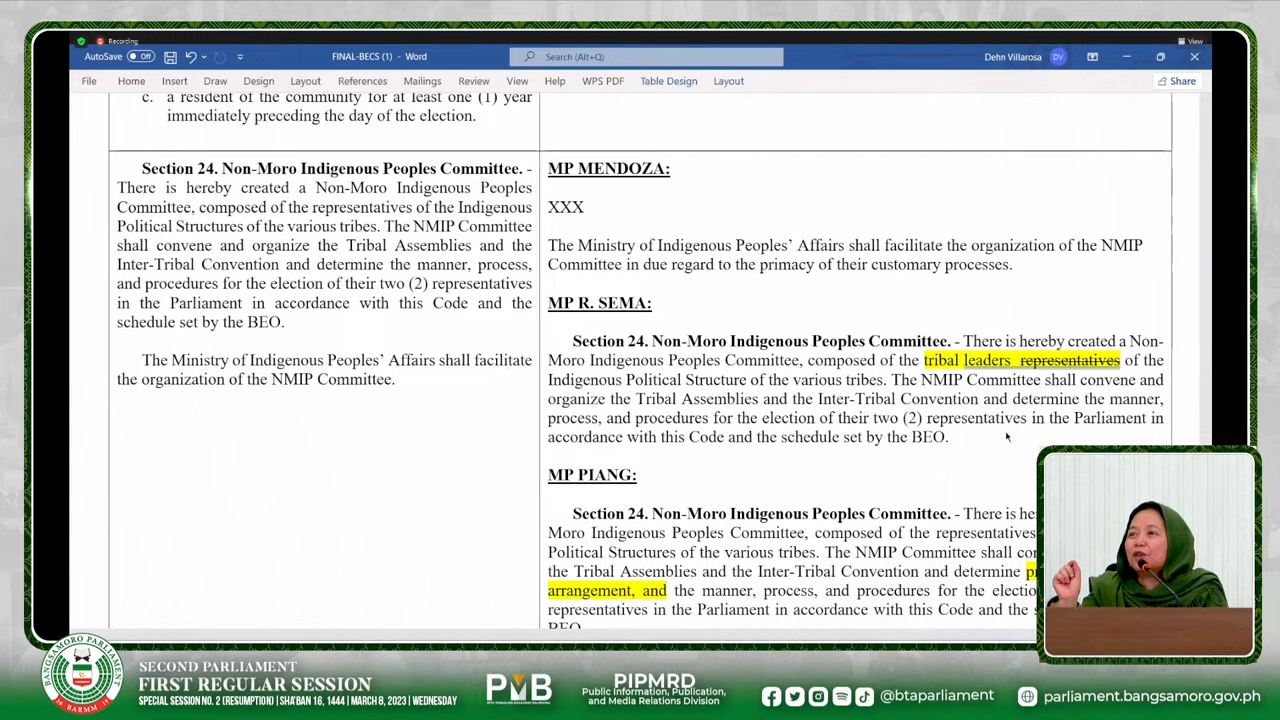 Recording
View
AutoSave Off
FINAL-BECS (1) - Word
Search (Alt+Q)
Dehn Villarosa
DV
File Home Insert Draw Design Layout References Mailings Review View Help WPS PDF Table Design Layout
Share
c. a resident of the community for at least one (1) year
immediately preceding the day of the election.
Section 24. Non-Moro Indigenous Peoples Committee. -
There is hereby created a Non-Moro Indigenous Peoples
Committee, composed of the representatives of the Indigenous
Political Structures of the various tribes. The NMIP Committee
shall convene and organize the Tribal Assemblies and the
Inter-Tribal Convention and determine the manner, process,
and procedures for the election of their two (2) representatives
in the Parliament in accordance with this Code and the
schedule set by the BEO.
The Ministry of Indigenous Peoples’ Affairs shall facilitate
the organization of the NMIP Committee.
MP MENDOZA:
XXX
The Ministry of Indigenous Peoples’ Affairs shall facilitate the organization of the NMIP
Committee in due regard to the primacy of their customary processes.
MP R. SEMA:
Section 24. Non-Moro Indigenous Peoples Committee. - There is hereby created a Non-
Moro Indigenous Peoples Committee, composed of the tribal leaders representatives of the
Indigenous Political Structure of the various tribes. The NMIP Committee shall convene and
organize the Tribal Assemblies and the Inter-Tribal Convention and determine the manner,
process, and procedures for the election of their two (2) representatives in the Parliament in
accordance with this Code and the schedule set by the BEO.
MP PIANG:
Section 24. Non-Moro Indigenous Peoples Committee. - There is
Moro Indigenous Peoples Committee, composed of the representatives
Political Structures of the various tribes. The NMIP Committee shall
the Tribal Assemblies and the Inter-Tribal Convention and determine
arrangement, and the manner, process, and procedures for the
representatives in the Parliament in accordance with this Code and the
BEO.
BANGSAMORO PARLIAMENT
BARMM
SECOND PARLIAMENT
FIRST REGULAR SESSION
SPECIAL SESSION NO. 2 (RESUMPTION) | SHA'BAN 16, 1444 | MARCH 8, 2023 | WEDNESDAY
PMB
PIPMRD
Public Information, Publication,
and Media Relations Division
@btaparliament
parliament.bangsamoro.gov.ph